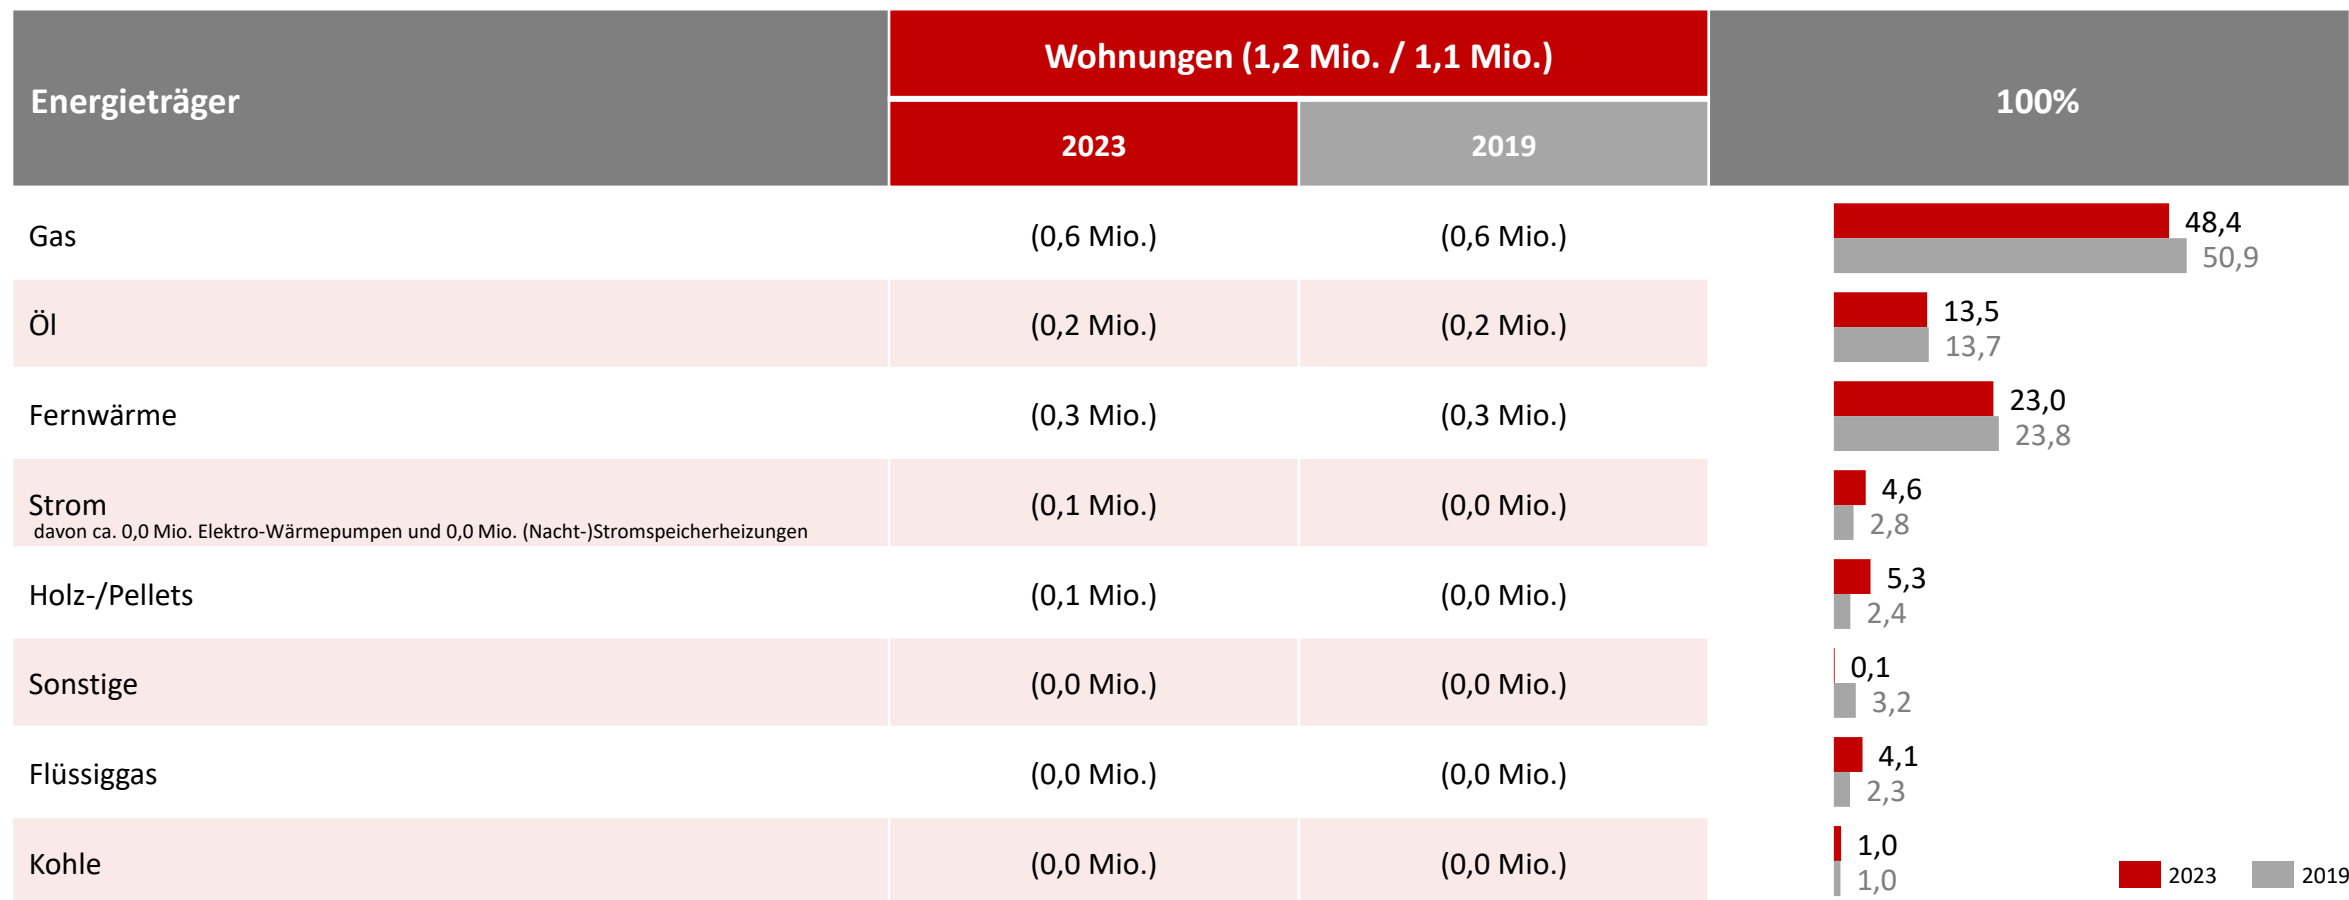 Energieträger
Wohnungen (1,2 Mio. / 1,1 Mio.)
2023
2019
100%
Gas
(0,6 Mio.)
(0,6 Mio.)
48,4
50,9
Öl
(0,2 Mio.)
(0,2 Mio.)
13,5
13,7
Fernwärme
(0,3 Mio.)
(0,3 Mio.)
23,0
23,8
Strom
davon ca. 0,0 Mio. Elektro-Wärmepumpen und 0,0 Mio. (Nacht-)Stromspeicherheizungen
(0,1 Mio.)
(0,0 Mio.)
4,6
2,8
Holz-/Pellets
(0,1 Mio.)
(0,0 Mio.)
5,3
2,4
Sonstige
(0,0 Mio.)
(0,0 Mio.)
0,1
3,2
Flüssiggas
(0,0 Mio.)
(0,0 Mio.)
4,1
2,3
Kohle
(0,0 Mio.)
(0,0 Mio.)
1,0
1,0
2023
2019